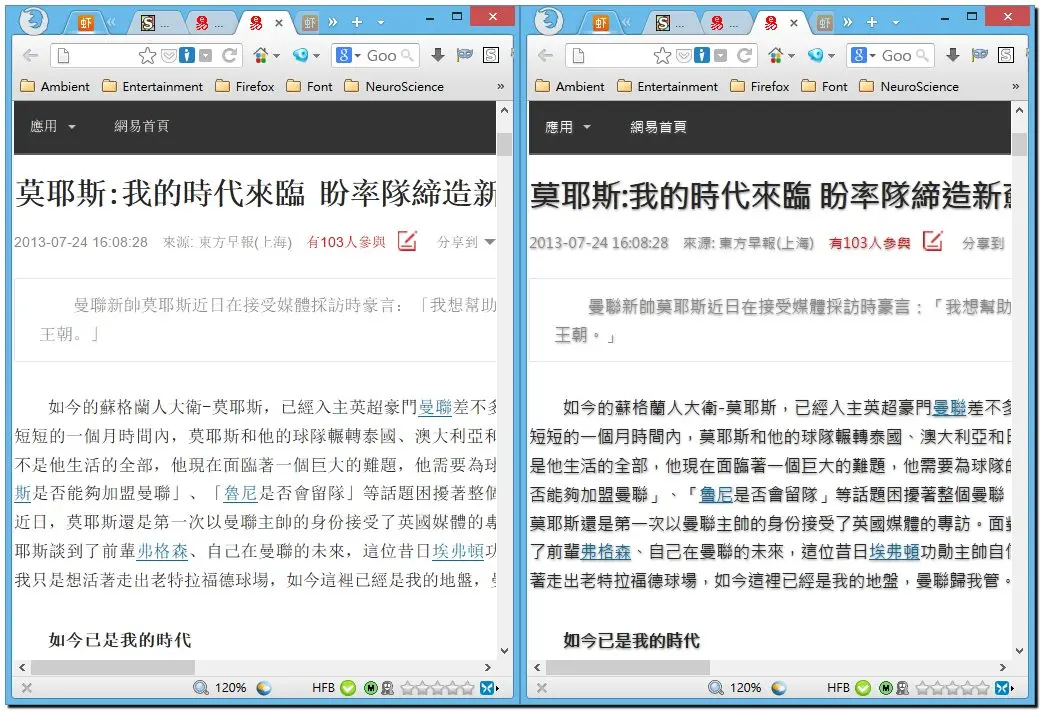 Goo
Ambient Entertainment Firefox Font NeuroScience »
應用 網易首頁
莫耶斯:我的時代來臨 盼率隊締造新
2013-07-24 16:08:28 來源: 東方早報(上海) 有103人參與 分享到
曼聯新帥莫耶斯近日在接受媒體採訪時豪言：「我想幫助
王朝。」
如今的蘇格蘭人大衛-莫耶斯，已經入主英超豪門曼聯差不多
短短的一個月時間內，莫耶斯和他的球隊輾轉泰國、澳大利亞和
不是他生活的全部，他現在面臨著一個巨大的難題，他需要為球
斯是否能夠加盟曼聯」、「魯尼是否會留隊」等話題困擾著整個
近日，莫耶斯還是第一次以曼聯主帥的身份接受了英國媒體的專
耶斯談到了前輩弗格森、自己在曼聯的未來，這位昔日埃弗頓功
我只是想活著走出老特拉福德球場，如今這裡已經是我的地盤，
如今已是我的時代
120% HFB
Goo
Ambient Entertainment Firefox Font NeuroScience »
應用 網易首頁
莫耶斯:我的時代來臨 盼率隊締造新
2013-07-24 16:08:28 來源: 東方早報(上海) 有103人參與 分享到
曼聯新帥莫耶斯近日在接受媒體採訪時豪言：「我想幫助
王朝。」
如今的蘇格蘭人大衛-莫耶斯，已經入主英超豪門曼聯差不多
短短的一個月時間內，莫耶斯和他的球隊輾轉泰國、澳大利亞和
是他生活的全部，他現在面臨著一個巨大的難題，他需要為球隊
否能夠加盟曼聯」、「魯尼是否會留隊」等話題困擾著整個曼聯
莫耶斯還是第一次以曼聯主帥的身份接受了英國媒體的專訪。面
了前輩弗格森、自己在曼聯的未來，這位昔日埃弗頓功勳主帥自
著走出老特拉福德球場，如今這裡已經是我的地盤，曼聯歸我管。
如今已是我的時代
120% HFB